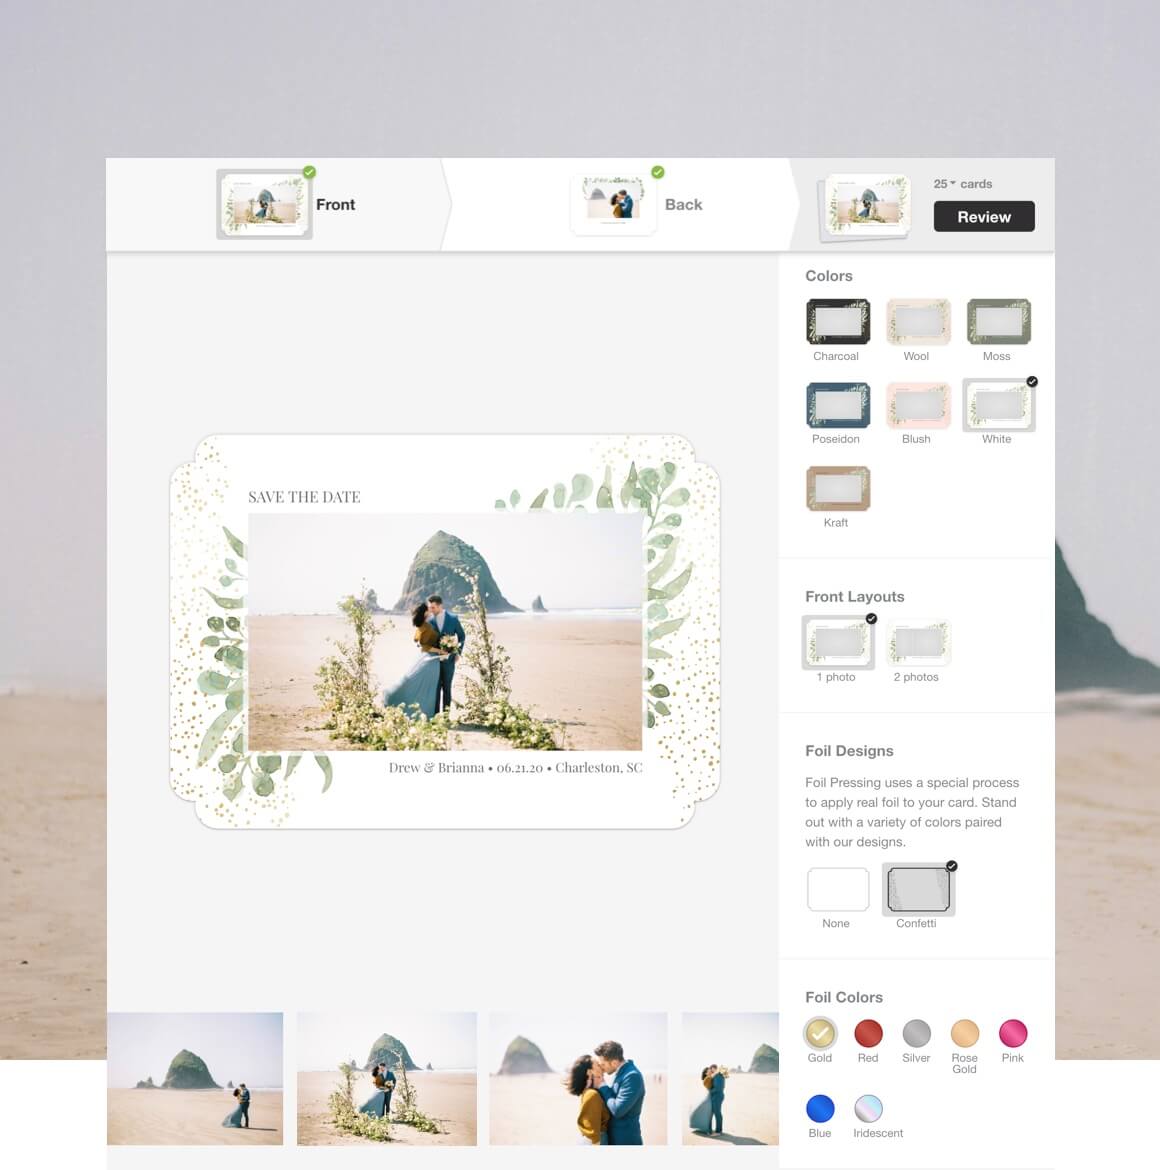 Front
Back
25 cards
Review
Colors
Charcoal
Wool
Moss
Poseidon
Blush
White
Kraft
SAVE THE DATE
Drew & Brianna • 06.21.20 • Charleston, SC
Front Layouts
1 photo
2 photos
Foil Designs
Foil Pressing uses a special process
to apply real foil to your card. Stand
out with a variety of colors paired
with our designs.
None
Confetti
Foil Colors
Gold
Red
Silver
Rose
Gold
Pink
Blue
Iridescent